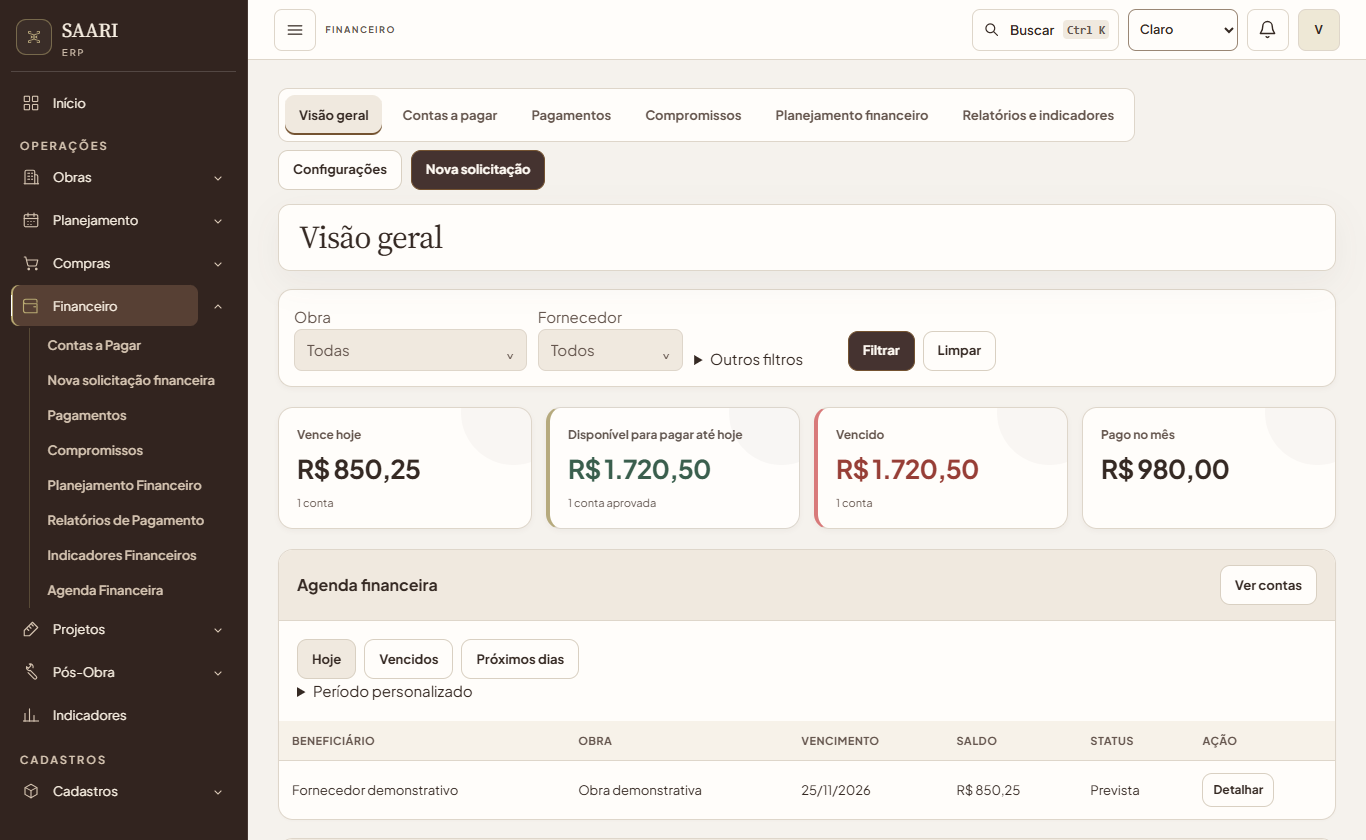 SAARI
ERP
Início
OPERAÇÕES
Obras
Planejamento
Compras
Financeiro
Contas a Pagar
Nova solicitação financeira
Pagamentos
Compromissos
Planejamento Financeiro
Relatórios de Pagamento
Indicadores Financeiros
Agenda Financeira
Projetos
Pós-Obra
Indicadores
CADASTROS
Cadastros
FINANCEIRO
Buscar Ctrl K
Claro
V
Visão geral Contas a pagar Pagamentos Compromissos Planejamento financeiro Relatórios e indicadores
Configurações Nova solicitação
Visão geral
Obra Fornecedor
Todas Todos Outros filtros Filtrar Limpar
Vence hoje
R$ 850,25
1 conta
Disponível para pagar até hoje
R$ 1.720,50
1 conta aprovada
Vencido
R$ 1.720,50
1 conta
Pago no mês
R$ 980,00
Agenda financeira Ver contas
Hoje Vencidos Próximos dias
Período personalizado
BENEFICIÁRIO OBRA VENCIMENTO SALDO STATUS AÇÃO
Fornecedor demonstrativo Obra demonstrativa 25/11/2026 R$ 850,25 Prevista Detalhar